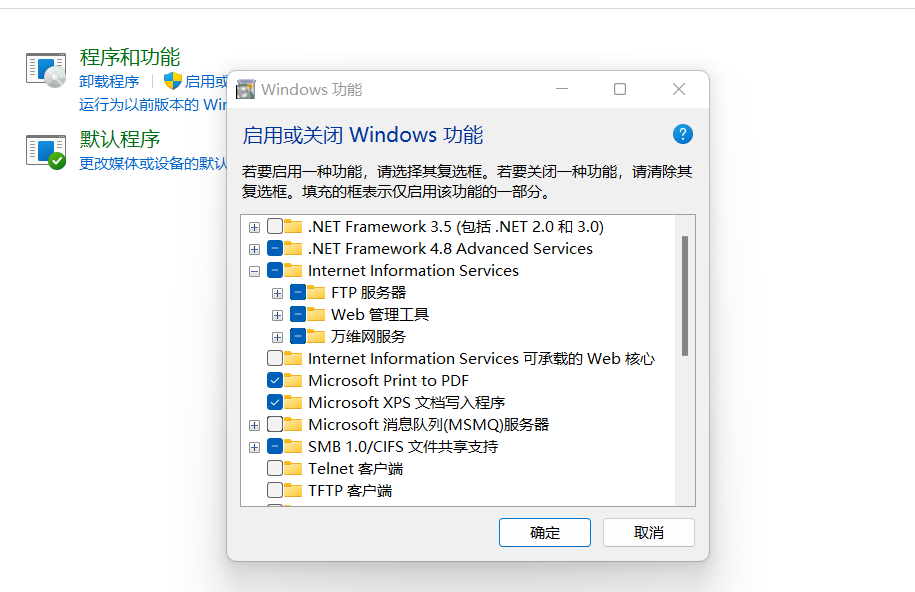 程序和功能
卸载程序
启用或
运行为以前版本的 Win
默认程序
更改媒体或设备的默认
Windows 功能
启用或关闭 Windows 功能
?
若要启用一种功能，请选择其复选框。若要关闭一种功能，请清除其
复选框。填充的框表示仅启用该功能的一部分。
.NET Framework 3.5 (包括 .NET 2.0 和 3.0)
.NET Framework 4.8 Advanced Services
Internet Information Services
FTP 服务器
Web 管理工具
万维网服务
Internet Information Services 可承载的 Web 核心
Microsoft Print to PDF
Microsoft XPS 文档写入程序
Microsoft 消息队列(MSMQ)服务器
SMB 1.0/CIFS 文件共享支持
Telnet 客户端
TFTP 客户端
确定
取消